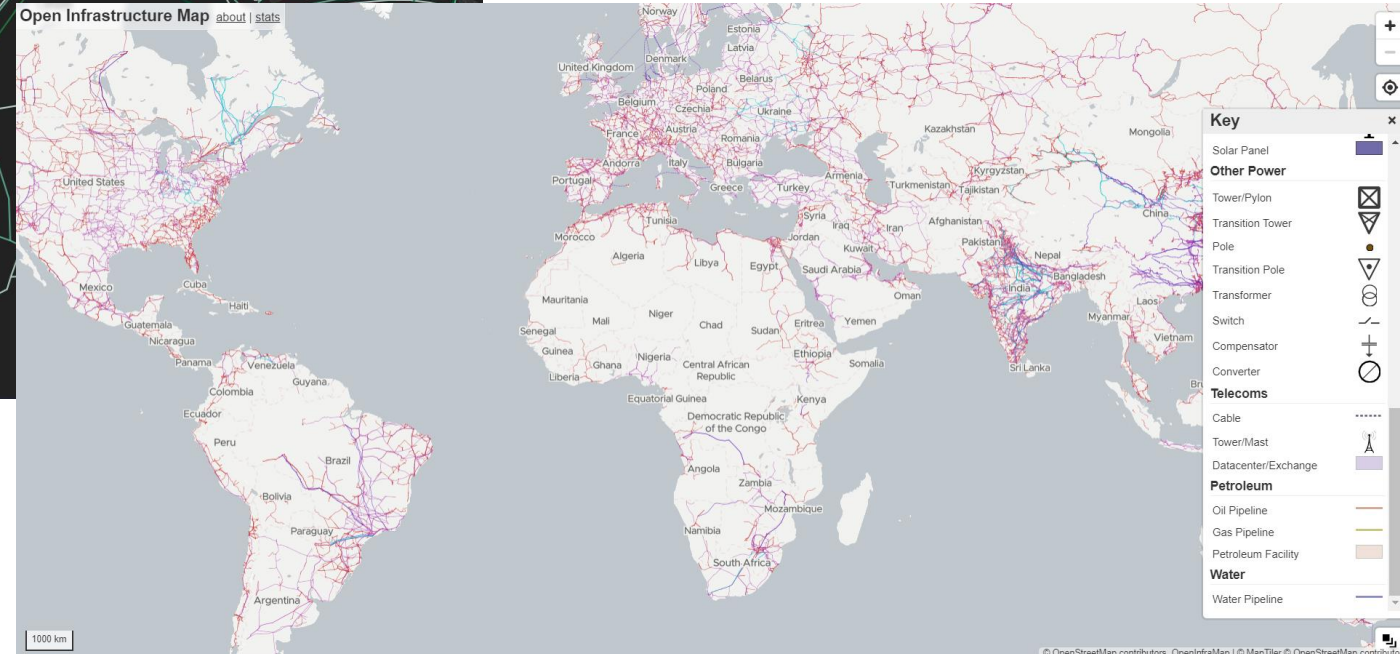 Open Infrastructure Map about | stats
Norway
Estonia
Latvia
Denmark
United Kingdom
Belarus
Poland
Belgium
Czechia
Ukraine
Kazakhstan
Mongolia
France
Austria
Romania
Andorra
Italy
Bulgaria
Armenia
Kyrgyzstan
United States
Portugal
Greece
Turkey
Turkmenistan
Tajikistan
China
Tunisia
Syria
Iraq
Iran
Afghanistan
Morocco
Jordan
Kuwait
Pakistan
Algeria
Libya
Egypt
Saudi Arabia
Nepal
Bangladesh
Mexico
Cuba
Oman
India
Haiti
Mauritania
Mali
Niger
Chad
Sudan
Eritrea
Yemen
Laos
Myanmar
Guatemala
Nicaragua
Senegal
Vietnam
Guinea
Ghana
Nigeria
Central African
Republic
Ethiopia
Somalia
Panama
Venezuela
Liberia
Sri Lanka
Guyana
Colombia
Equatorial Guinea
Kenya
Ecuador
Democratic Republic
of the Congo
Peru
Brazil
Angola
Zambia
Bolivia
Mozambique
Paraguay
Namibia
South Africa
Argentina
1000 km
Key
Solar Panel
Other Power
Tower/Pylon
Transition Tower
Pole
Transition Pole
Transformer
Switch
Compensator
Converter
Telecoms
Cable
Tower/Mast
Datacenter/Exchange
Petroleum
Oil Pipeline
Gas Pipeline
Petroleum Facility
Water
Water Pipeline
© OpenStreetMap contributors, OpenInfraMap | © MapTiler © OpenStreetMap